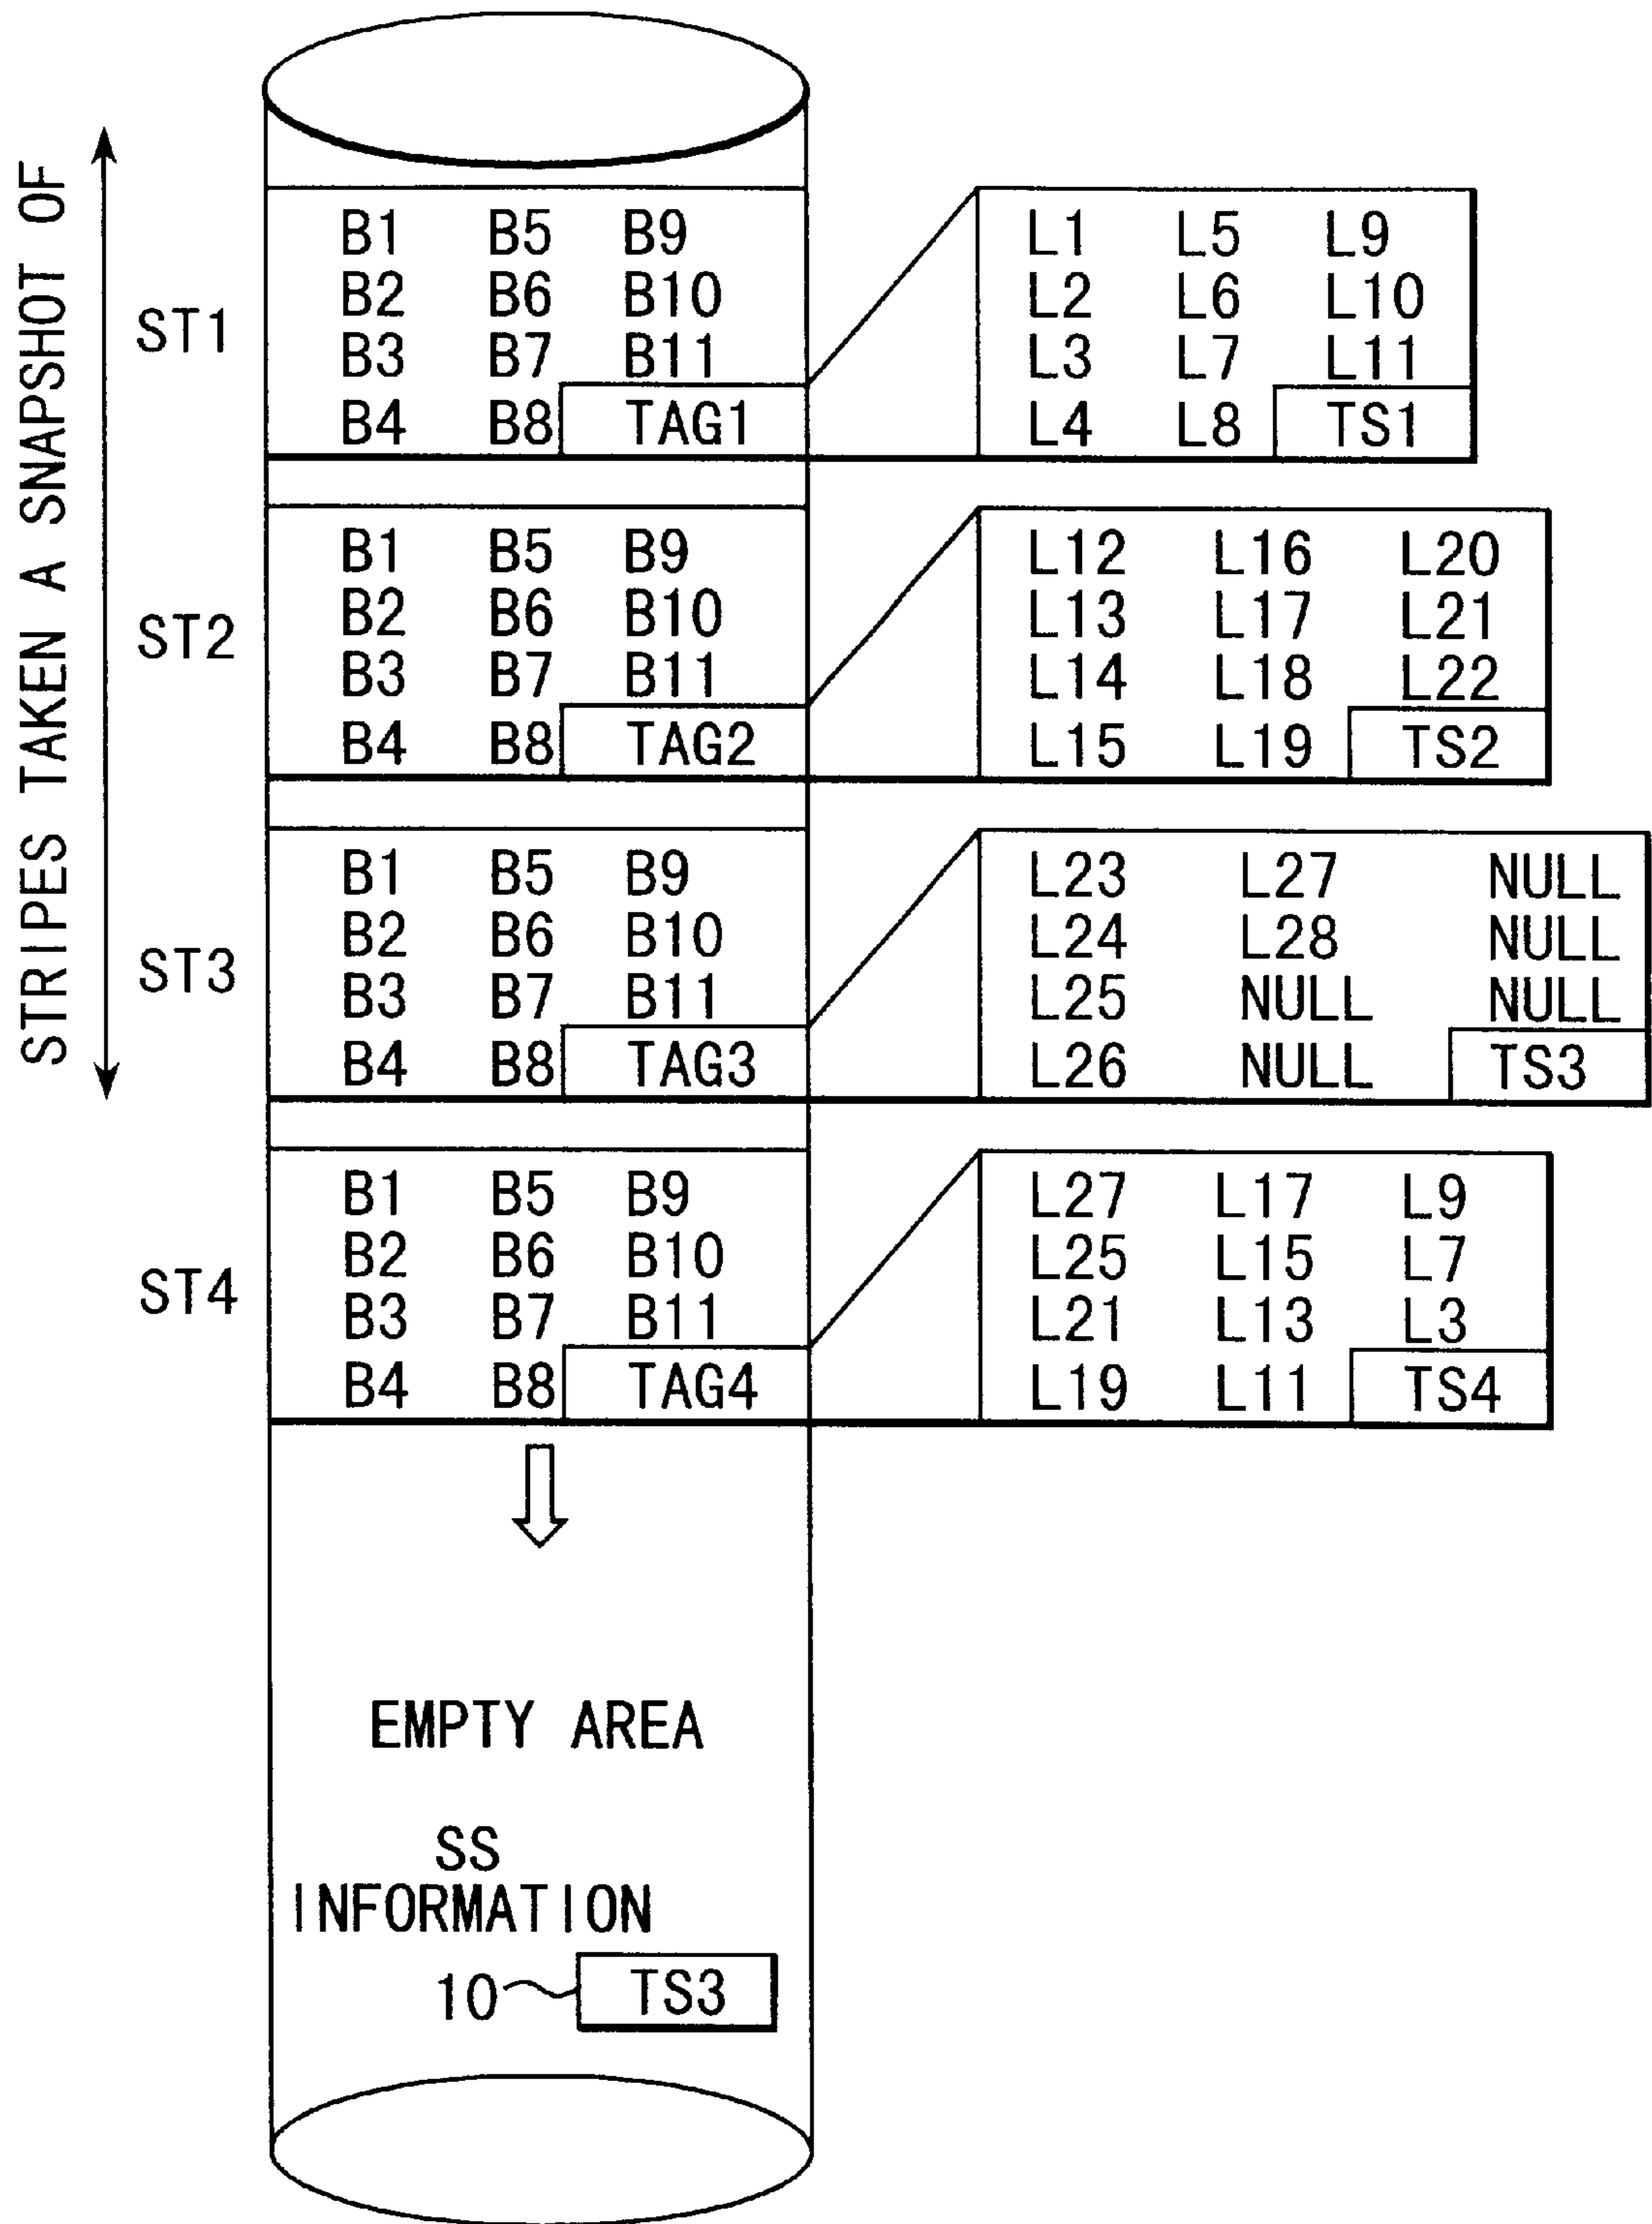 STRIPES TAKEN A SNAPSHOT OF
ST1
B1 B5 B9
B2 B6 B10
B3 B7 B11
B4 B8 TAG1
L1 L5 L9
L2 L6 L10
L3 L7 L11
L4 L8 TS1
ST2
B1 B5 B9
B2 B6 B10
B3 B7 B11
B4 B8 TAG2
L12 L16 L20
L13 L17 L21
L14 L18 L22
L15 L19 TS2
ST3
B1 B5 B9
B2 B6 B10
B3 B7 B11
B4 B8 TAG3
L23 L27 NULL
L24 L28 NULL
L25 NULL NULL
L26 NULL TS3
ST4
B1 B5 B9
B2 B6 B10
B3 B7 B11
B4 B8 TAG4
L27 L17 L9
L25 L15 L7
L21 L13 L3
L19 L11 TS4
EMPTY AREA
SS
INFORMATION
10 TS3